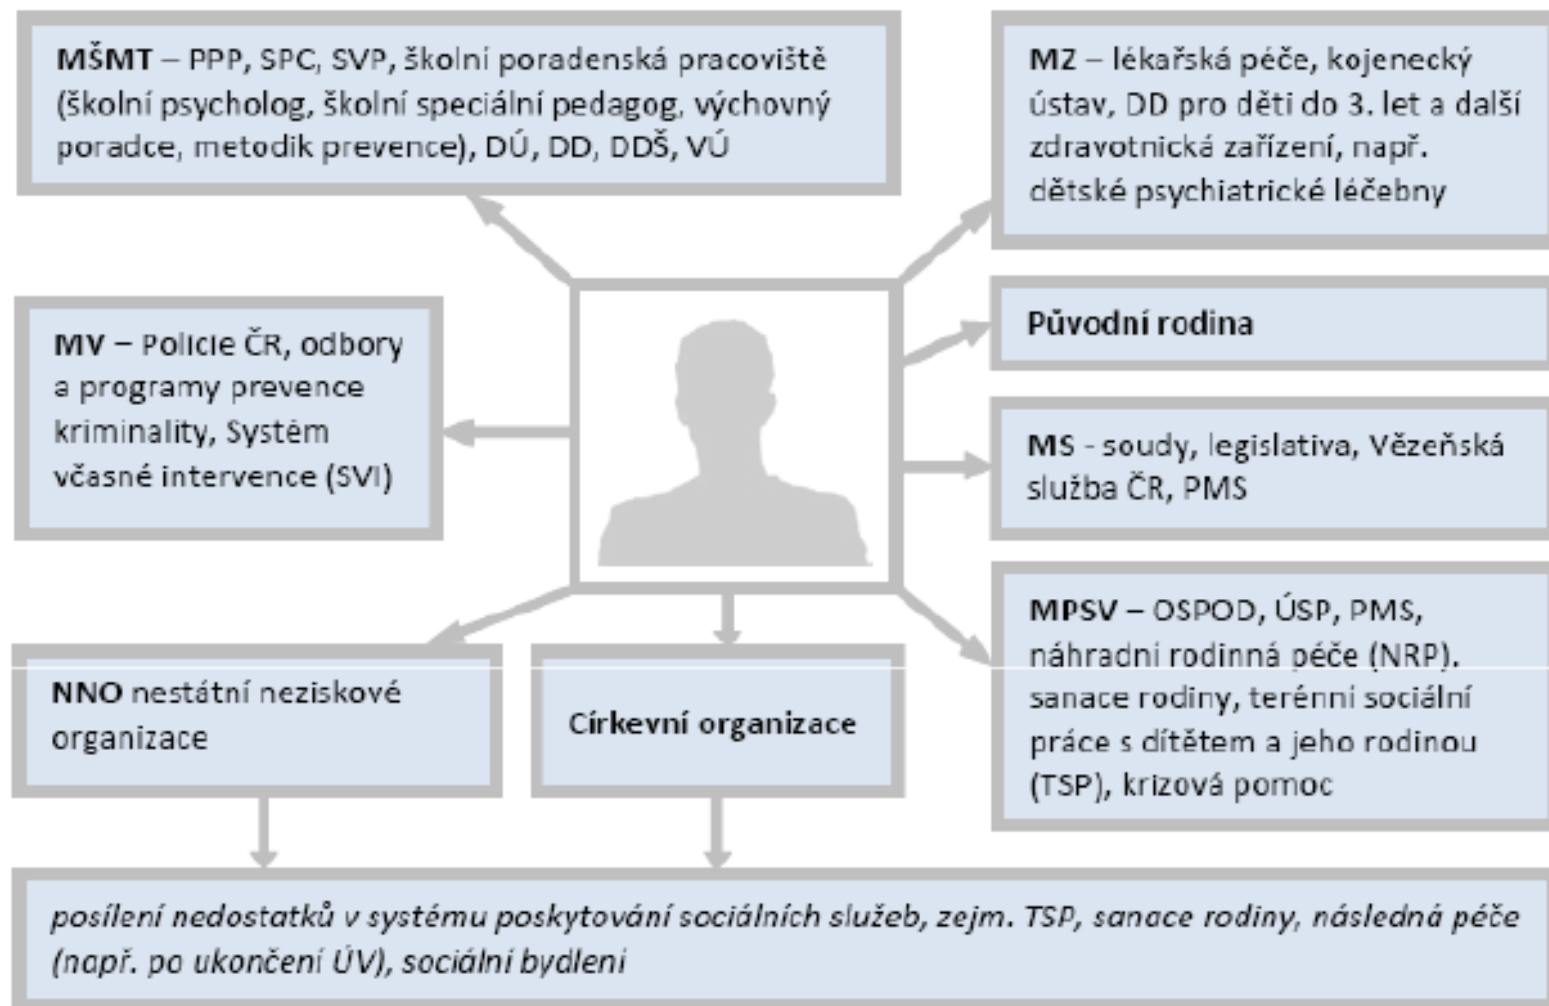 MŠMT – PPP, SPC, SVP, školní poradenská pracoviště
(školní psycholog, školní speciální pedagog, výchovný
poradce, metodik prevence), DÚ, DD, DDŠ, VÚ
MZ – lékařská péče, kojenecký
ústav, DD pro děti do 3. let a další
zdravotnická zařízení, např.
dětské psychiatrické léčebny
Původní rodina
MV – Policie ČR, odbory
a programy prevence
kriminality, Systém
včasné intervence (SVI)
MS - soudy, legislativa, Vězeňská
služba ČR, PMS
MPSV – OSPOD, ÚSP, PMS,
náhradní rodinná péče (NRP),
sanace rodiny, terénní sociální
práce s dítětem a jeho rodinou
(TSP), krizová pomoc
NNO nestátní neziskové
organizace
Církevní organizace
posílení nedostatků v systému poskytování sociálních služeb, zejm. TSP, sanace rodiny, následná péče
(např. po ukončení ÚV), sociální bydlení